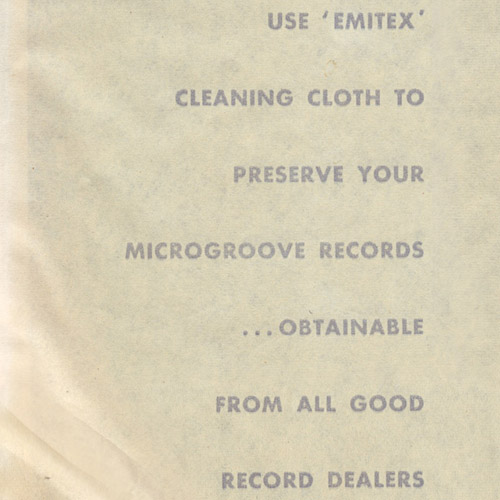 USE ‘EMITEX’
CLEANING CLOTH TO
PRESERVE YOUR
MICROGROOVE RECORDS
...OBTAINABLE
FROM ALL GOOD
RECORD DEALERS